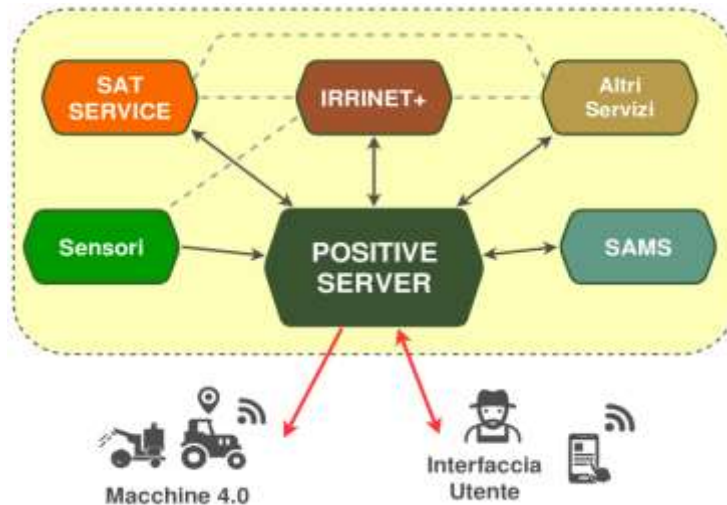 SAT
SERVICE
IRRINET+
Altri
Servizi
Sensori
POSITIVE
SERVER
SAMS
Macchine 4.0
Interfaccia
Utente